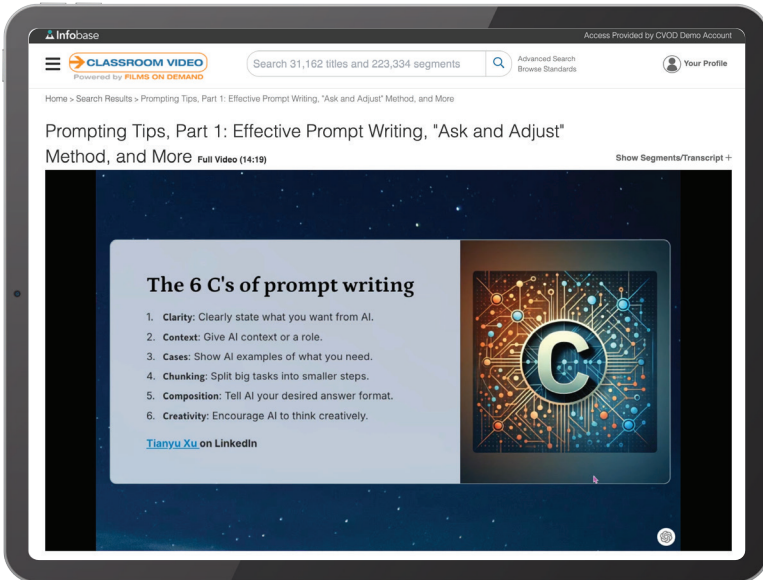 Infobase
Access Provided by CVOD Demo Account
CLASSROOM VIDEO
Powered by FILMS ON DEMAND
Search 31,162 titles and 223,334 segments
Advanced Search
Browse Standards
Your Profile
Home > Search Results > Prompting Tips, Part 1: Effective Prompt Writing, "Ask and Adjust" Method, and More
Prompting Tips, Part 1: Effective Prompt Writing, "Ask and Adjust"
Method, and More Full Video (14:19)
Show Segments/Transcript +
The 6 C's of prompt writing
1. Clarity: Clearly state what you want from AI.
2. Context: Give AI context or a role.
3. Cases: Show AI examples of what you need.
4. Chunking: Split big tasks into smaller steps.
5. Composition: Tell AI your desired answer format.
6. Creativity: Encourage AI to think creatively.
Tianyu Xu on LinkedIn
C